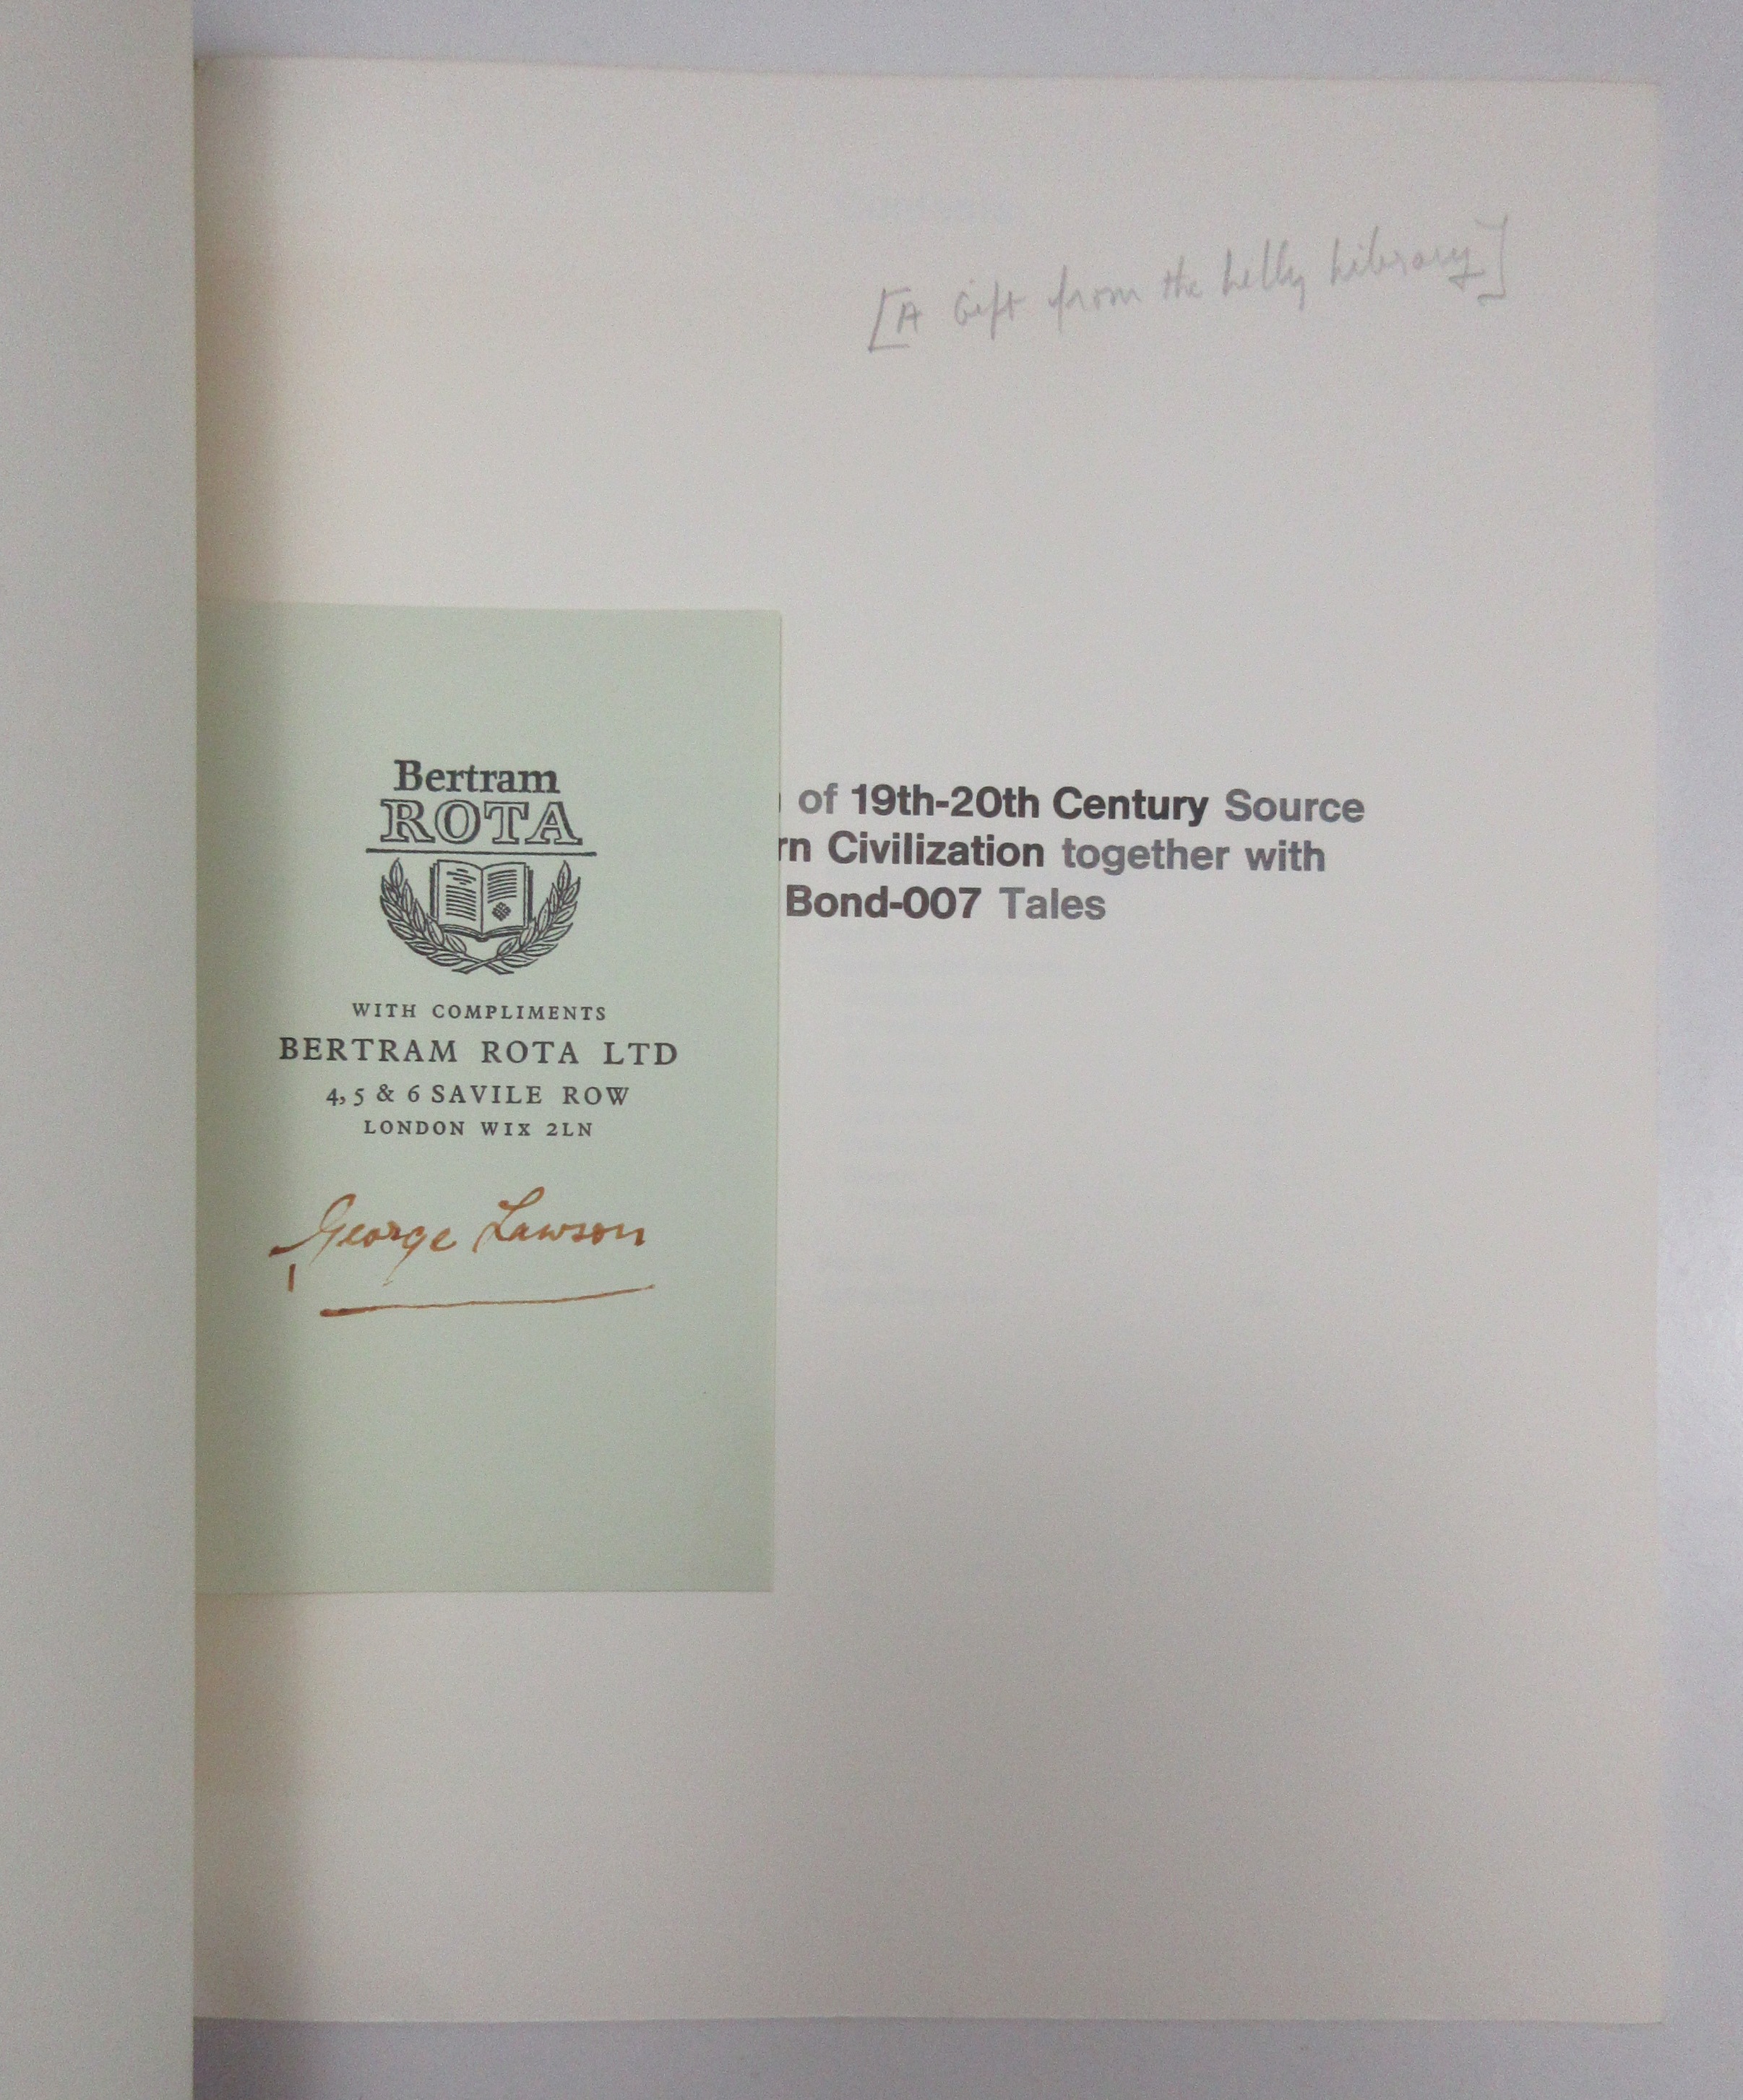 [A Gift from the Lilly Library]
of 19th-20th Century Source
rn Civilization together with
Bond-007 Tales
Bertram
ROTA
WITH COMPLIMENTS
BERTRAM ROTA LTD
4, 5 & 6 SAVILE ROW
LONDON W1X 2LN
George Lawson